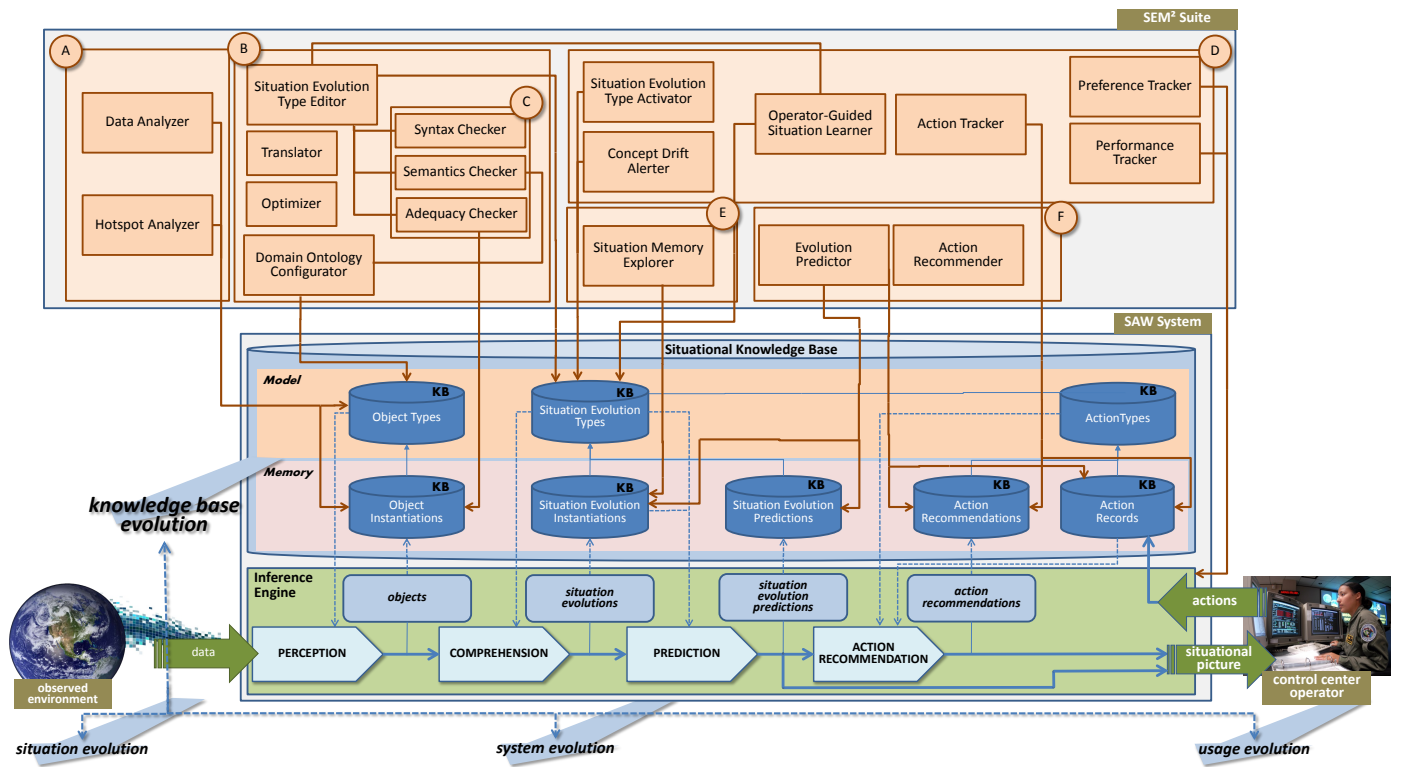 SEM² Suite
A
B
D
Situation Evolution
Type Editor
C
Data Analyzer
Syntax Checker
Translator
Semantics Checker
Optimizer
Adequacy Checker
Hotspot Analyzer
Domain Ontology
Configurator
Situation Evolution
Type Activator
Concept Drift
Alerter
Operator-Guided
Situation Learner
Action Tracker
Preference Tracker
Performance
Tracker
E
F
Situation Memory
Explorer
Evolution
Predictor
Action
Recommender
SAW System
Situational Knowledge Base
Model
KB
Object Types
KB
Situation Evolution
Types
KB
ActionTypes
Memory
KB
Object
Instantiations
KB
Situation Evolution
Instantiations
KB
Situation Evolution
Predictions
KB
Action
Recommendations
KB
Action
Records
knowledge base
evolution
Inference
Engine
objects
situation
evolutions
situation
evolution
predictions
action
recommendations
actions
data
PERCEPTION
COMPREHENSION
PREDICTION
ACTION
RECOMMENDATION
situational
picture
observed
environment
control center
operator
situation evolution
system evolution
usage evolution